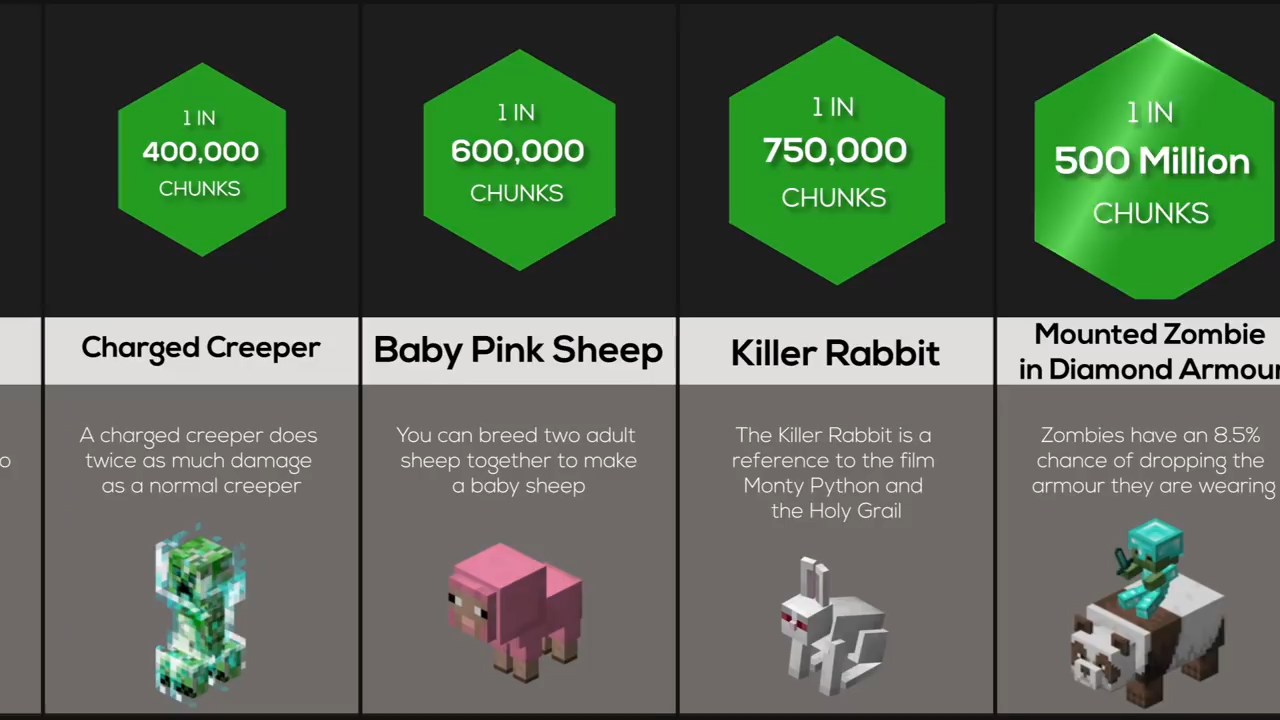 1 IN
400,000
CHUNKS
Charged Creeper
A charged creeper does
twice as much damage
as a normal creeper
1 IN
600,000
CHUNKS
Baby Pink Sheep
You can breed two adult
sheep together to make
a baby sheep
1 IN
750,000
CHUNKS
Killer Rabbit
The Killer Rabbit is a
reference to the film
Monty Python and
the Holy Grail
1 IN
500 Million
CHUNKS
Mounted Zombie
in Diamond Armour
Zombies have an 8.5%
chance of dropping the
armour they are wearing